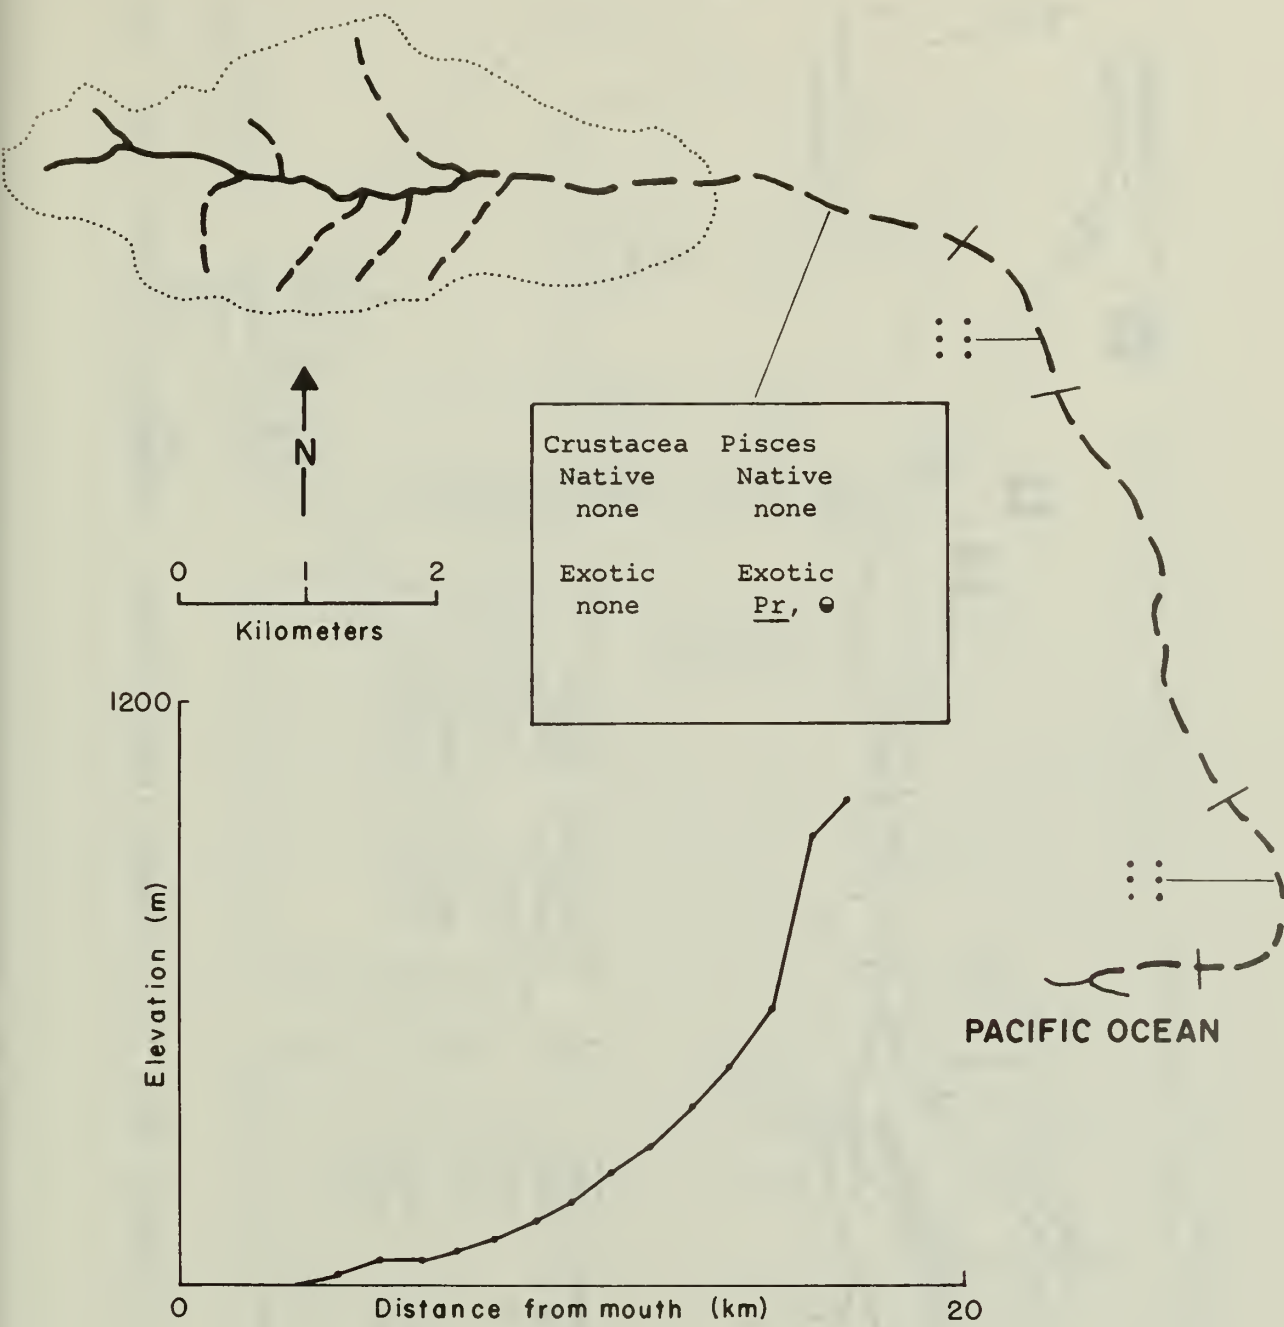 N
Crustacea Pisces
Native Native
none none
Exotic Exotic
none Pr, ◒
0 1 2
Kilometers
1200
Elevation (m)
PACIFIC OCEAN
0 20
Distance from mouth (km)